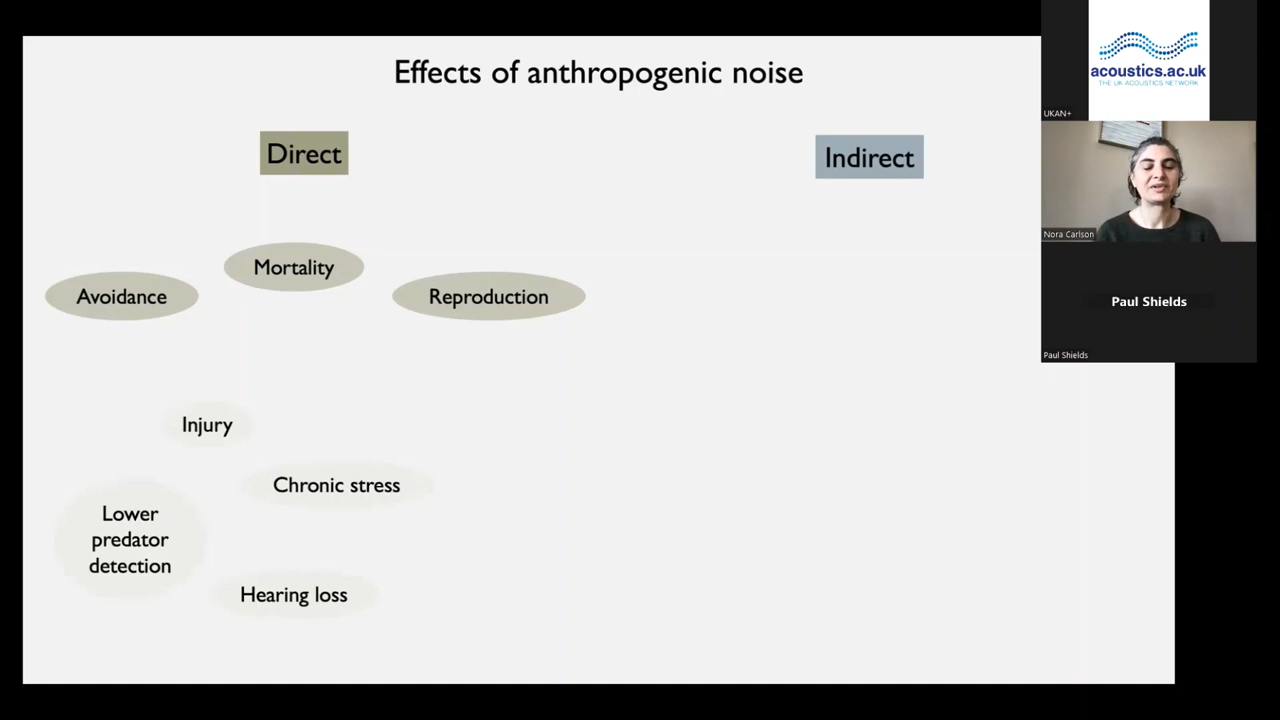 Effects of anthropogenic noise
Direct
Indirect
Mortality
Avoidance
Reproduction
Injury
Chronic stress
Lower
predator
detection
Hearing loss
acoustics.ac.uk
THE UK ACOUSTICS NETWORK
UKAN+
Nora Carlson
Paul Shields
Paul Shields